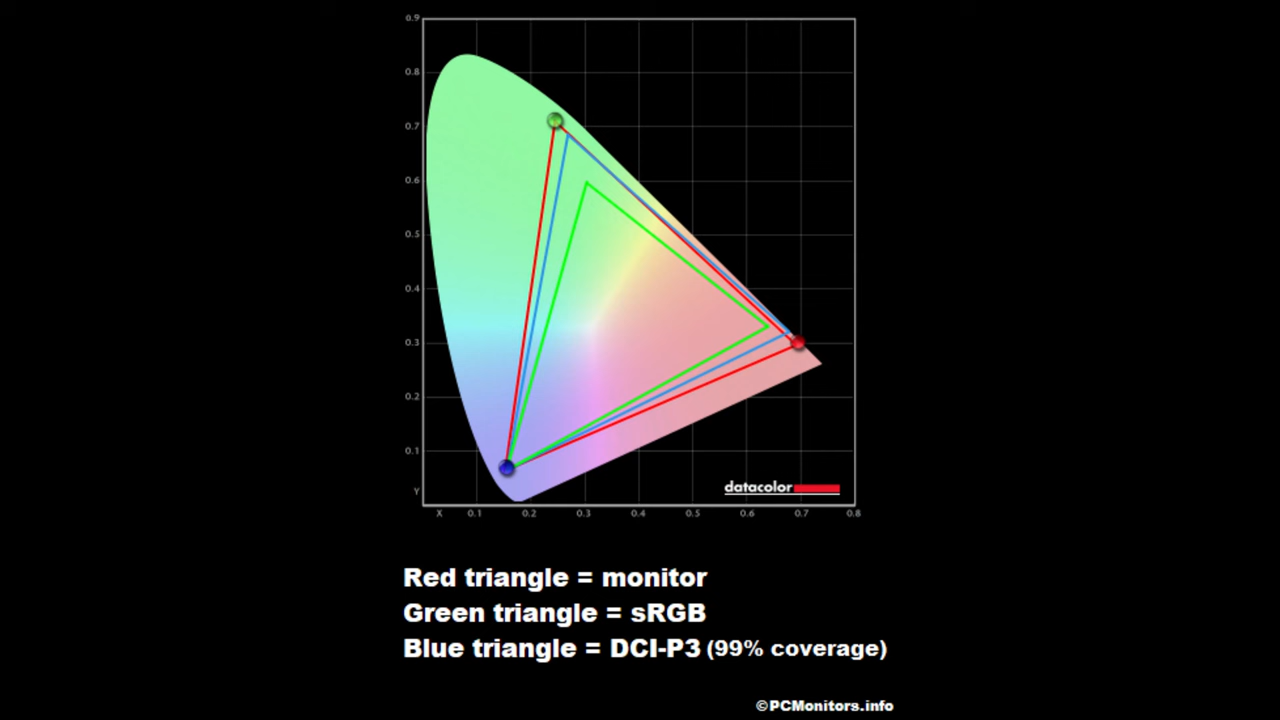 0.9
0.8
0.7
0.6
0.5
0.4
0.3
0.2
0.1
Y
datacolor
X 0.1 0.2 0.3 0.4 0.5 0.6 0.7 0.8
Red triangle = monitor
Green triangle = sRGB
Blue triangle = DCI-P3 (99% coverage)
©PCMonitors.info